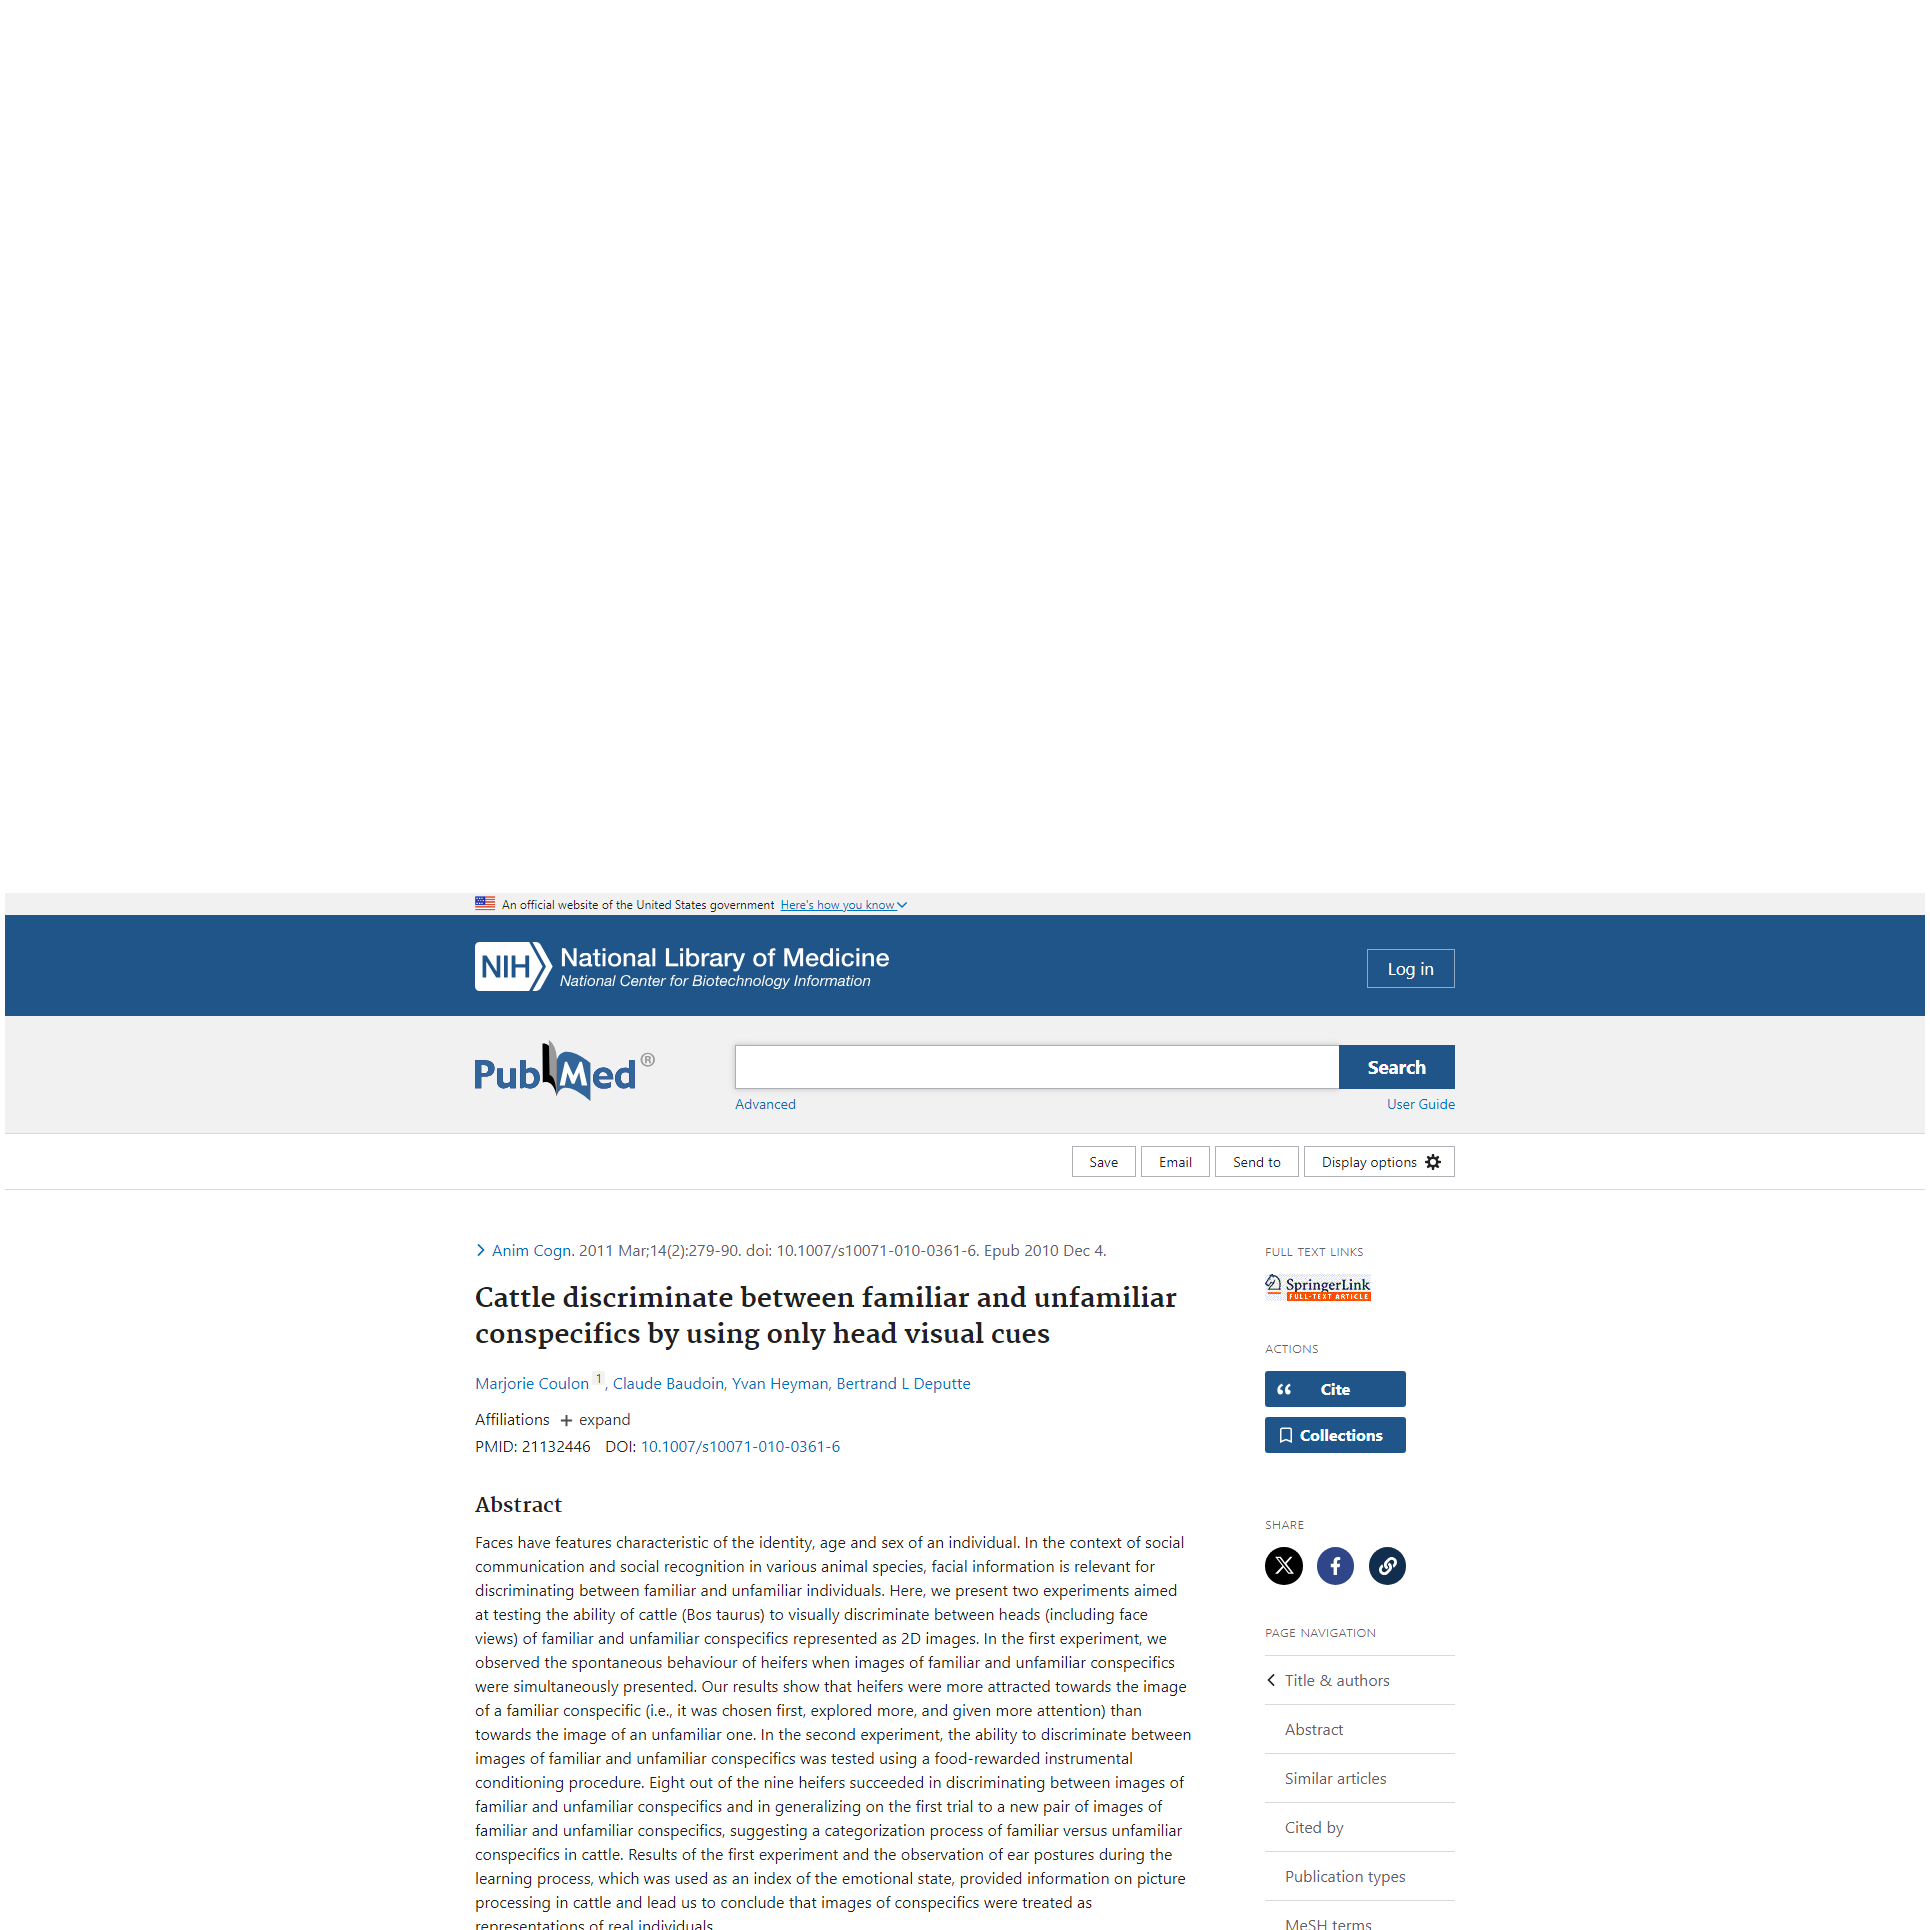 An official website of the United States government Here's how you know
NIH National Library of Medicine
National Center for Biotechnology Information
Log in
PubMed®
Search
Advanced
User Guide
Save
Email
Send to
Display options
Anim Cogn. 2011 Mar;14(2):279-90. doi: 10.1007/s10071-010-0361-6. Epub 2010 Dec 4.
Cattle discriminate between familiar and unfamiliar
conspecifics by using only head visual cues
Marjorie Coulon 1, Claude Baudoin, Yvan Heyman, Bertrand L Deputte
Affiliations + expand
PMID: 21132446 DOI: 10.1007/s10071-010-0361-6
Abstract
Faces have features characteristic of the identity, age and sex of an individual. In the context of social
communication and social recognition in various animal species, facial information is relevant for
discriminating between familiar and unfamiliar individuals. Here, we present two experiments aimed
at testing the ability of cattle (Bos taurus) to visually discriminate between heads (including face
views) of familiar and unfamiliar conspecifics represented as 2D images. In the first experiment, we
observed the spontaneous behaviour of heifers when images of familiar and unfamiliar conspecifics
were simultaneously presented. Our results show that heifers were more attracted towards the image
of a familiar conspecific (i.e., it was chosen first, explored more, and given more attention) than
towards the image of an unfamiliar one. In the second experiment, the ability to discriminate between
images of familiar and unfamiliar conspecifics was tested using a food-rewarded instrumental
conditioning procedure. Eight out of the nine heifers succeeded in discriminating between images of
familiar and unfamiliar conspecifics and in generalizing on the first trial to a new pair of images of
familiar and unfamiliar conspecifics, suggesting a categorization process of familiar versus unfamiliar
conspecifics in cattle. Results of the first experiment and the observation of ear postures during the
learning process, which was used as an index of the emotional state, provided information on picture
processing in cattle and lead us to conclude that images of conspecifics were treated as
representations of real individuals.
FULL TEXT LINKS
SpringerLink
FULL-TEXT ARTICLE
ACTIONS
Cite
Collections
SHARE
PAGE NAVIGATION
Title & authors
Abstract
Similar articles
Cited by
Publication types
MeSH terms